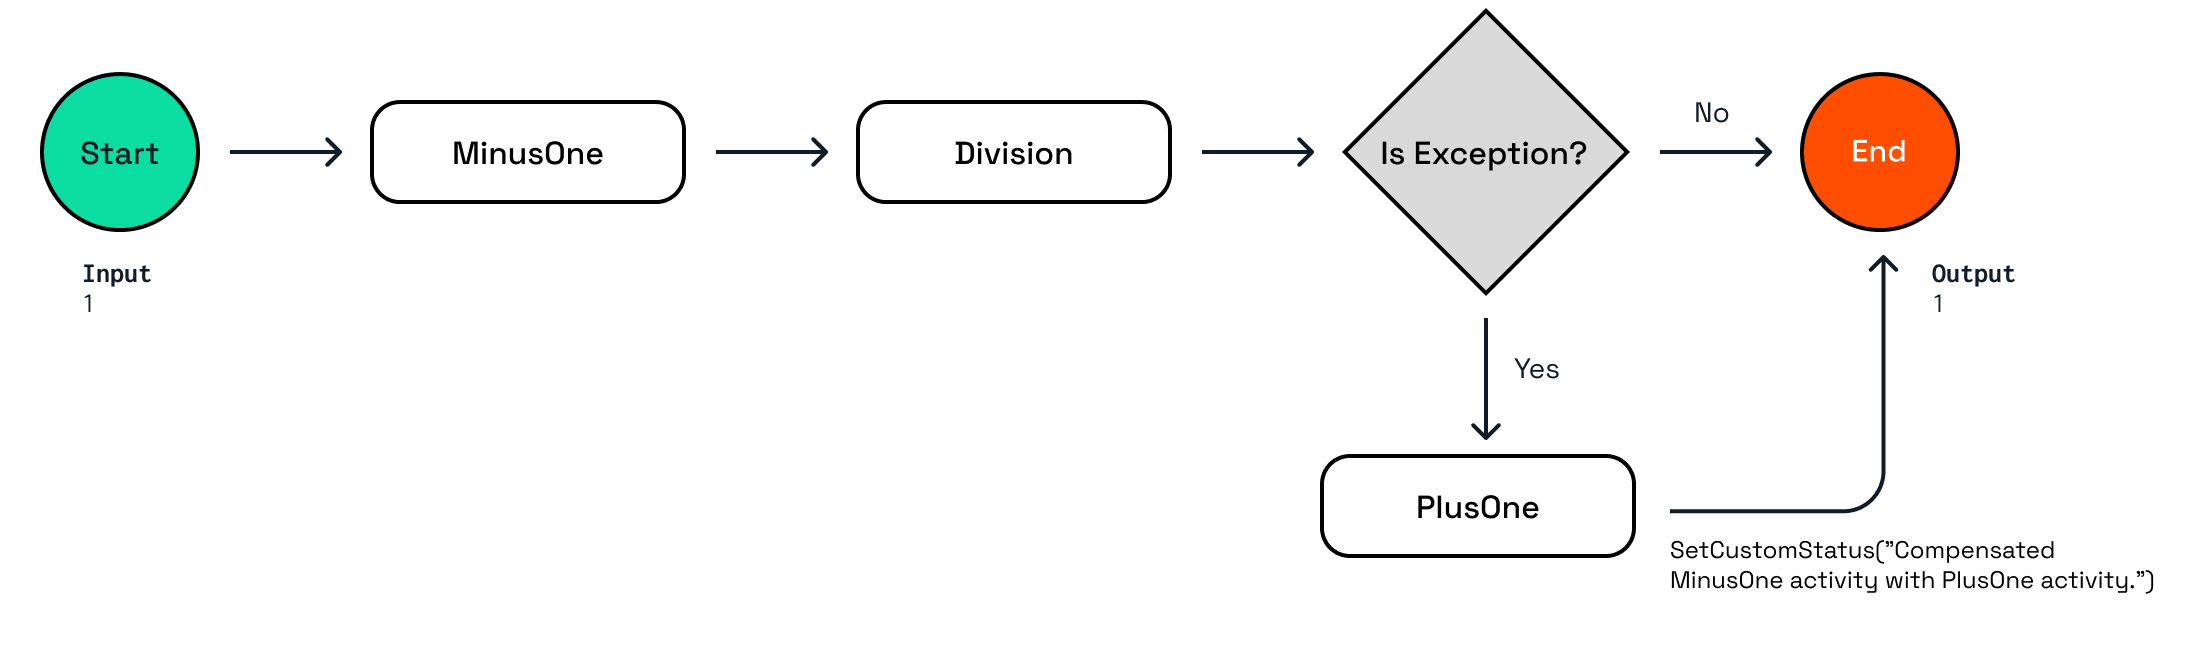 Start
MinusOne
Division
Is Exception?
No
End
Input
1
Output
1
Yes
PlusOne
SetCustomStatus(”Compensated
MinusOne activity with PlusOne activity.”)